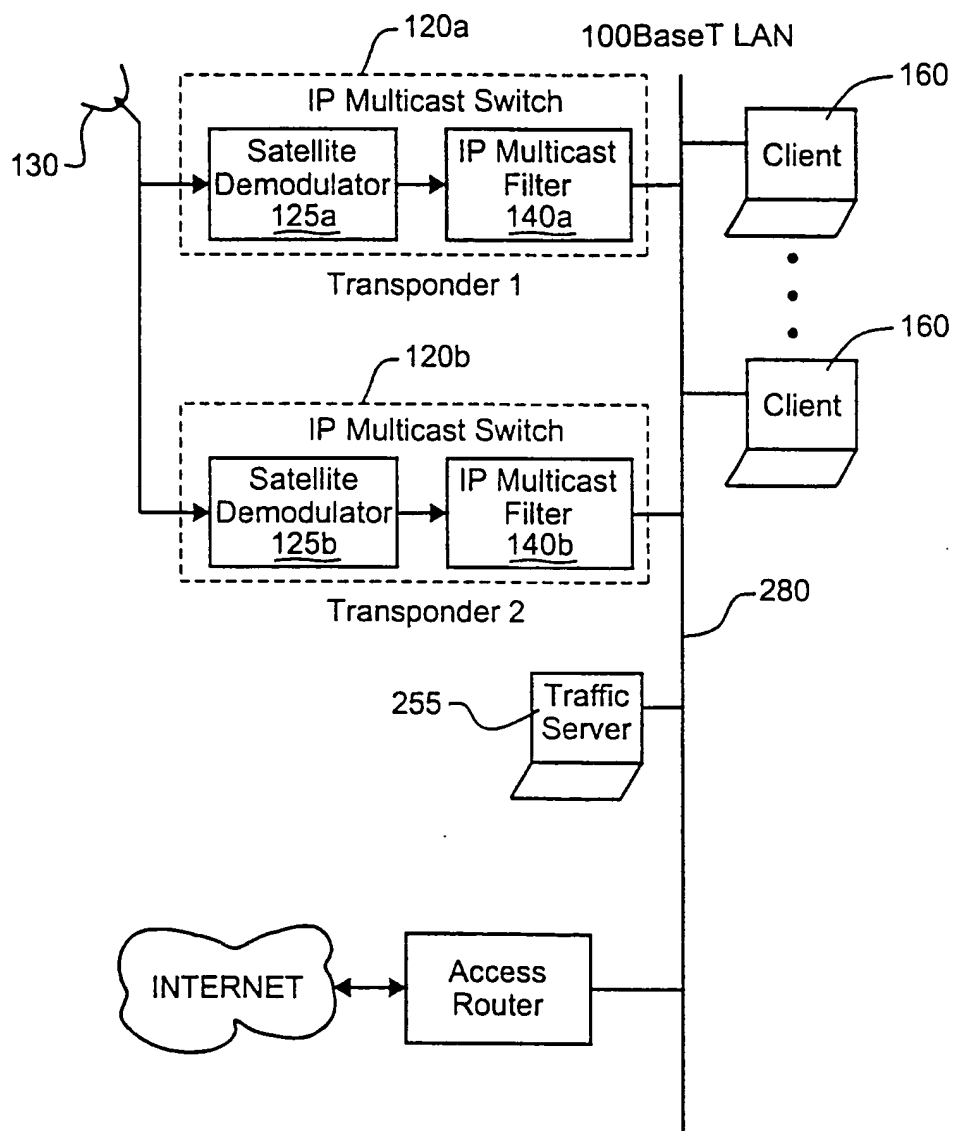 120a
100BaseT LAN
160
IP Multicast Switch
130
Satellite
Demodulator
125a
IP Multicast
Filter
140a
Client
Transponder 1
160
120b
Client
IP Multicast Switch
Satellite
Demodulator
125b
IP Multicast
Filter
140b
Transponder 2
280
255
Traffic
Server
INTERNET
Access
Router